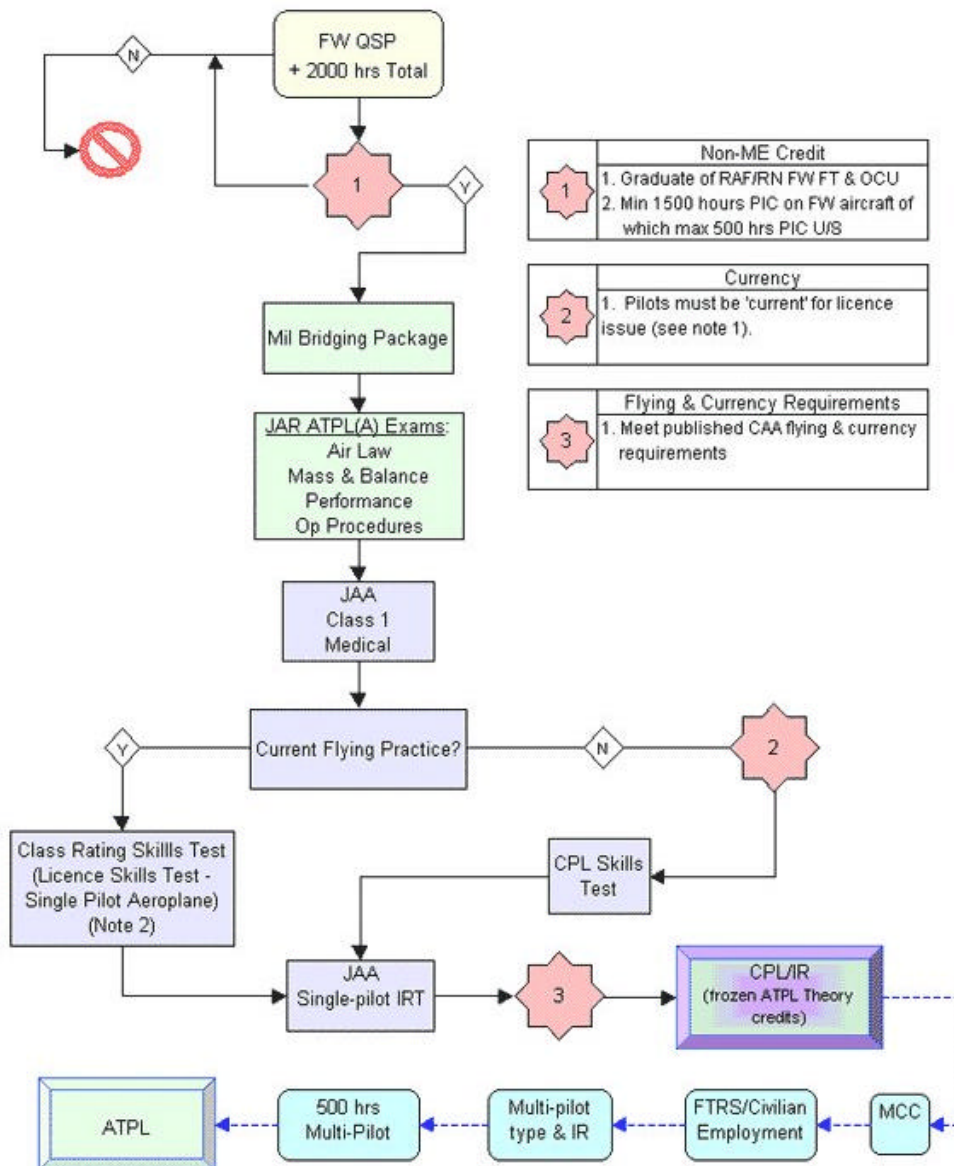 FW QSP
+ 2000 hrs Total
N
1
Y
Non-ME Credit
1
1. Graduate of RAF/RN FW FT & OCU
2. Min 1500 hours PIC on FW aircraft of
which max 500 hrs PIC U/S
Currency
2
1. Pilots must be 'current' for licence
issue (see note 1).
Flying & Currency Requirements
3
1. Meet published CAA flying & currency
requirements
Mil Bridging Package
JAR ATPL(A) Exams:
Air Law
Mass & Balance
Performance
Op Procedures
JAA
Class 1
Medical
Current Flying Practice?
Y
N
2
Class Rating Skillls Test
(Licence Skills Test -
Single Pilot Aeroplane)
(Note 2)
CPL Skills
Test
JAA
Single-pilot IRT
3
CPL/IR
(frozen ATPL Theory
credits)
ATPL
500 hrs
Multi-Pilot
Multi-pilot
type & IR
FTRS/Civilian
Employment
MCC